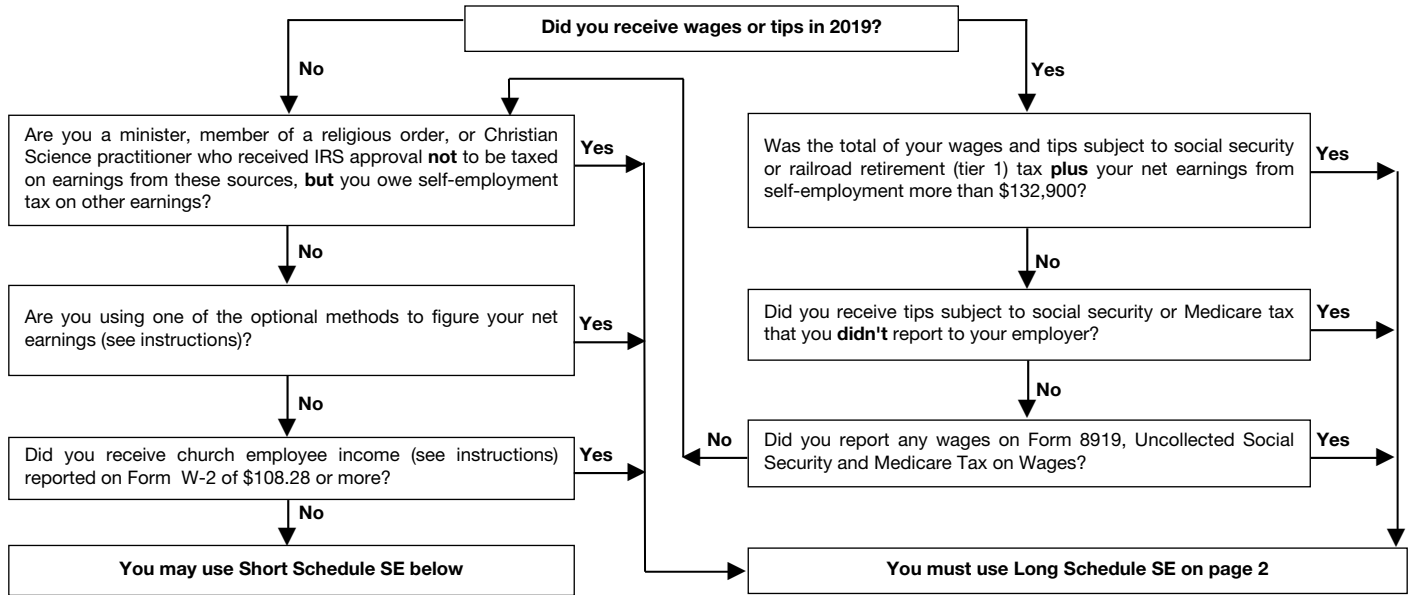 Did you receive wages or tips in 2019?
No
Yes
Are you a minister, member of a religious order, or Christian
Science practitioner who received IRS approval not to be taxed
on earnings from these sources, but you owe self-employment
tax on other earnings?
Yes
Was the total of your wages and tips subject to social security
or railroad retirement (tier 1) tax plus your net earnings from
self-employment more than $132,900?
Yes
No
No
Are you using one of the optional methods to figure your net
earnings (see instructions)?
Yes
Did you receive tips subject to social security or Medicare tax
that you didn't report to your employer?
Yes
No
No
Did you receive church employee income (see instructions)
reported on Form W-2 of $108.28 or more?
Yes
No
Did you report any wages on Form 8919, Uncollected Social
Security and Medicare Tax on Wages?
Yes
No
You may use Short Schedule SE below
You must use Long Schedule SE on page 2